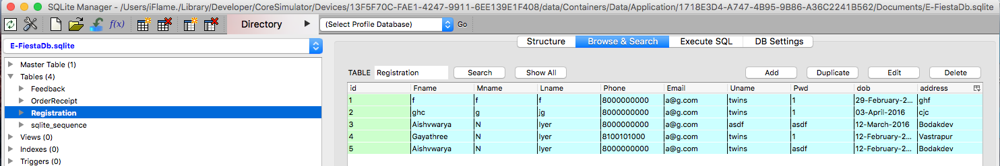 SQLite Manager - /Users/iFlame./Library/Developer/CoreSimulator/Devices/13F5F70C-FAE1-4247-9911-6EE139E1F408/data/Containers/Data/Application/1718E3D4-A747-4B95-9B86-A36C2241B562/Documents/E-FiestaDb.sqlite
f(x) Directory (Select Profile Database) Go
E-FiestaDb.sqlite
Structure Browse & Search Execute SQL DB Settings
Master Table (1)
Tables (4)
Feedback
OrderReceipt
Registration
sqlite_sequence
Views (0)
Indexes (0)
Triggers (0)
TABLE Registration Search Show All Add Duplicate Edit Delete
id Fname Mname Lname Phone Email Uname Pwd dob address
1 f f f 8000000000 a@g.com twins 1 29-February-2... ghf
2 ghc g jg 8000000000 a@g.com twins 1 03-April-2016 cjc
3 Aishvwarya N Iyer 8000000000 a@g.com asdf asdf 12-March-2016 Bodakdev
4 Gayathree N Iyer 8100101000 a@g.com twins 1 12-February-2... Vastrapur
5 Aishvwarya N Iyer 8000000000 a@g.com twins asdf 12-February-2... Bodakdev